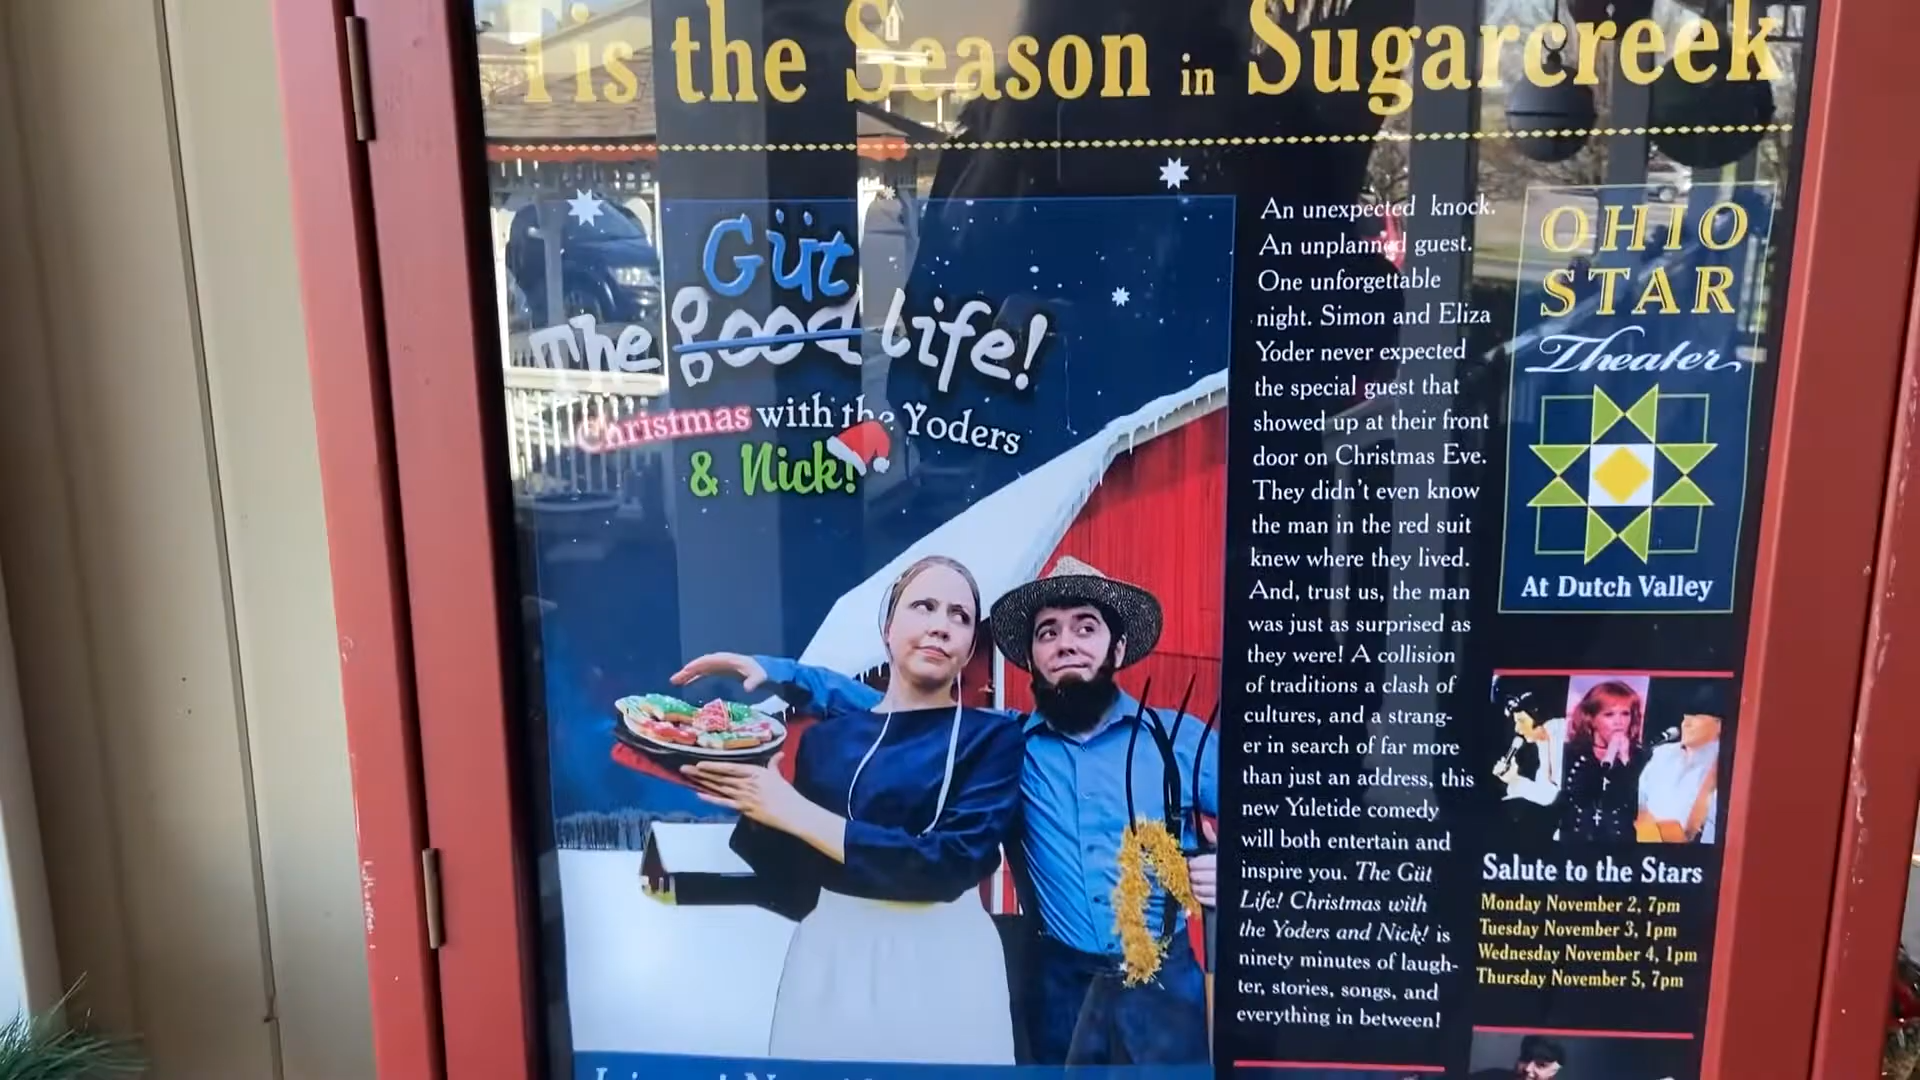 'Tis the Season in Sugarcreek
Güt
The good life!
Christmas with the Yoders
& Nick!
An unexpected knock.
An unplanned guest.
One unforgettable
night. Simon and Eliza
Yoder never expected
the special guest that
showed up at their front
door on Christmas Eve.
They didn't even know
the man in the red suit
knew where they lived.
And, trust us, the man
was just as surprised as
they were! A collision
of traditions a clash of
cultures, and a strang-
er in search of far more
than just an address, this
new Yuletide comedy
will both entertain and
inspire you. The Güt
Life! Christmas with
the Yoders and Nick! is
ninety minutes of laugh-
ter, stories, songs, and
everything in between!
OHIO
STAR
Theater
At Dutch Valley
Salute to the Stars
Monday November 2, 7pm
Tuesday November 3, 1pm
Wednesday November 4, 1pm
Thursday November 5, 7pm